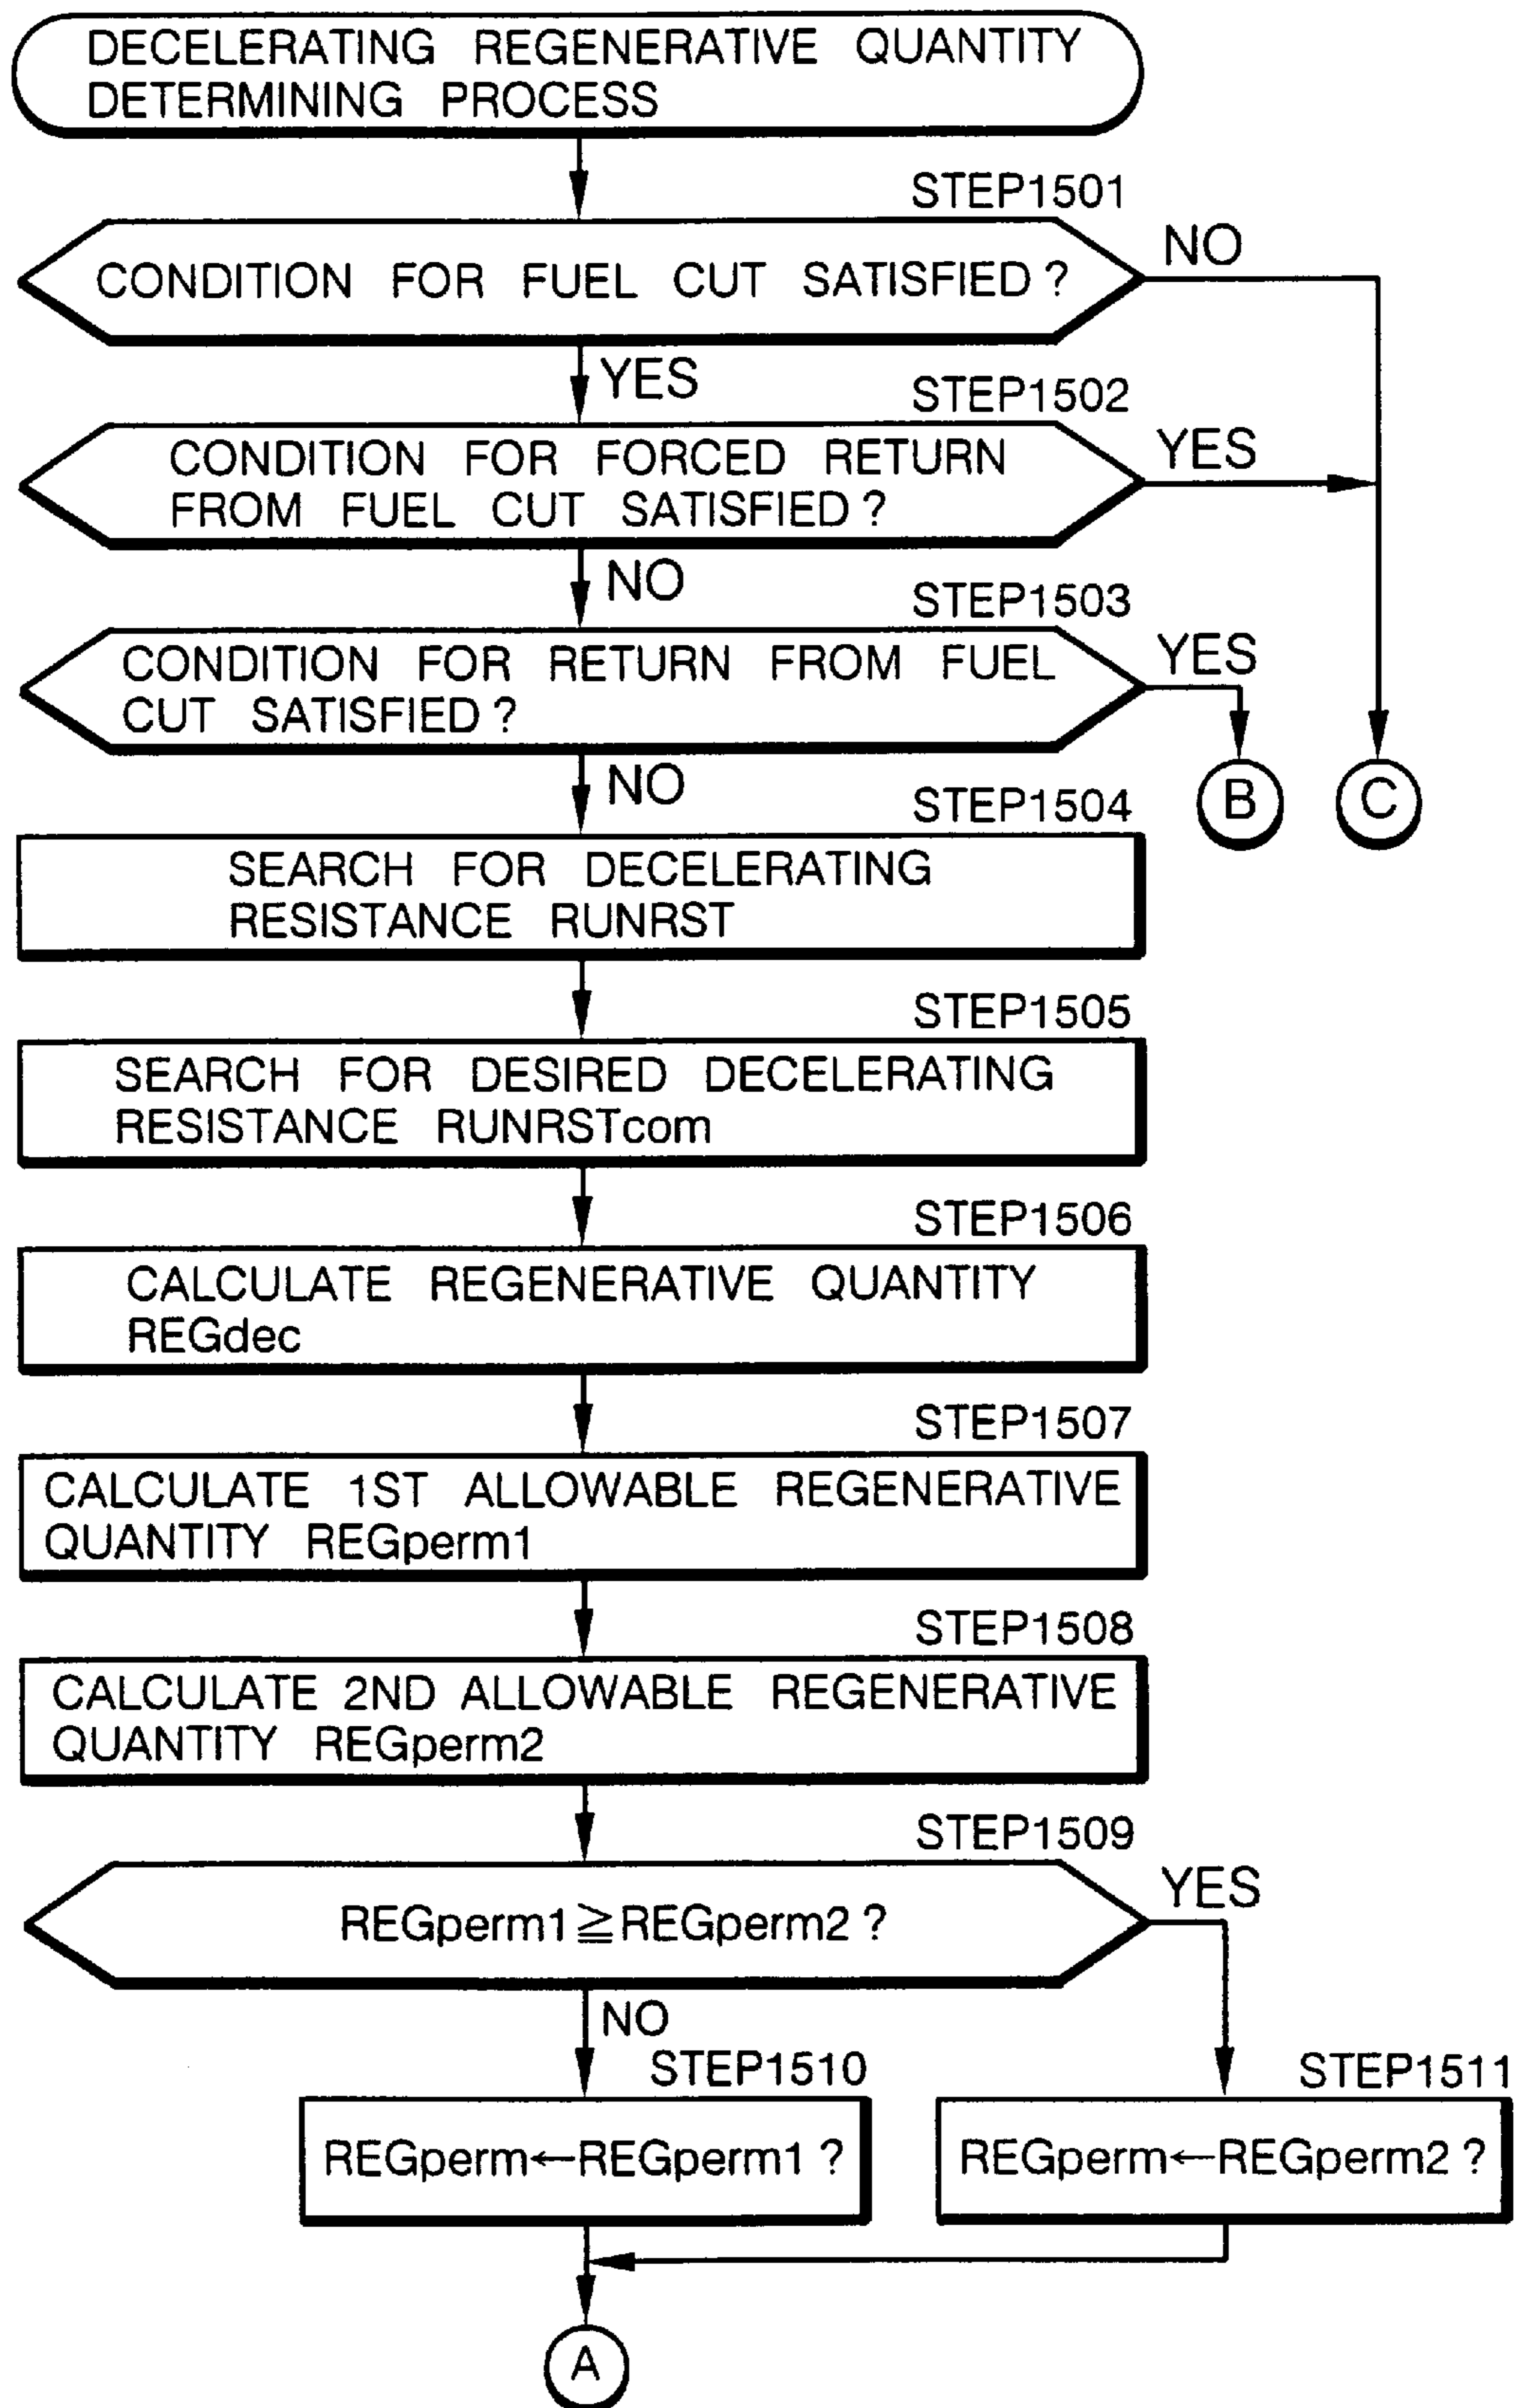 DECELERATING REGENERATIVE QUANTITY
DETERMINING PROCESS
STEP1501
CONDITION FOR FUEL CUT SATISFIED?
NO
YES
STEP1502
CONDITION FOR FORCED RETURN
FROM FUEL CUT SATISFIED?
YES
NO
STEP1503
CONDITION FOR RETURN FROM FUEL
CUT SATISFIED?
YES
NO
B
C
STEP1504
SEARCH FOR DECELERATING
RESISTANCE RUNRST
STEP1505
SEARCH FOR DESIRED DECELERATING
RESISTANCE RUNRSTcom
STEP1506
CALCULATE REGENERATIVE QUANTITY
REGdec
STEP1507
CALCULATE 1ST ALLOWABLE REGENERATIVE
QUANTITY REGperm1
STEP1508
CALCULATE 2ND ALLOWABLE REGENERATIVE
QUANTITY REGperm2
STEP1509
REGperm1≧REGperm2?
YES
NO
STEP1510
REGperm←REGperm1?
STEP1511
REGperm←REGperm2?
A